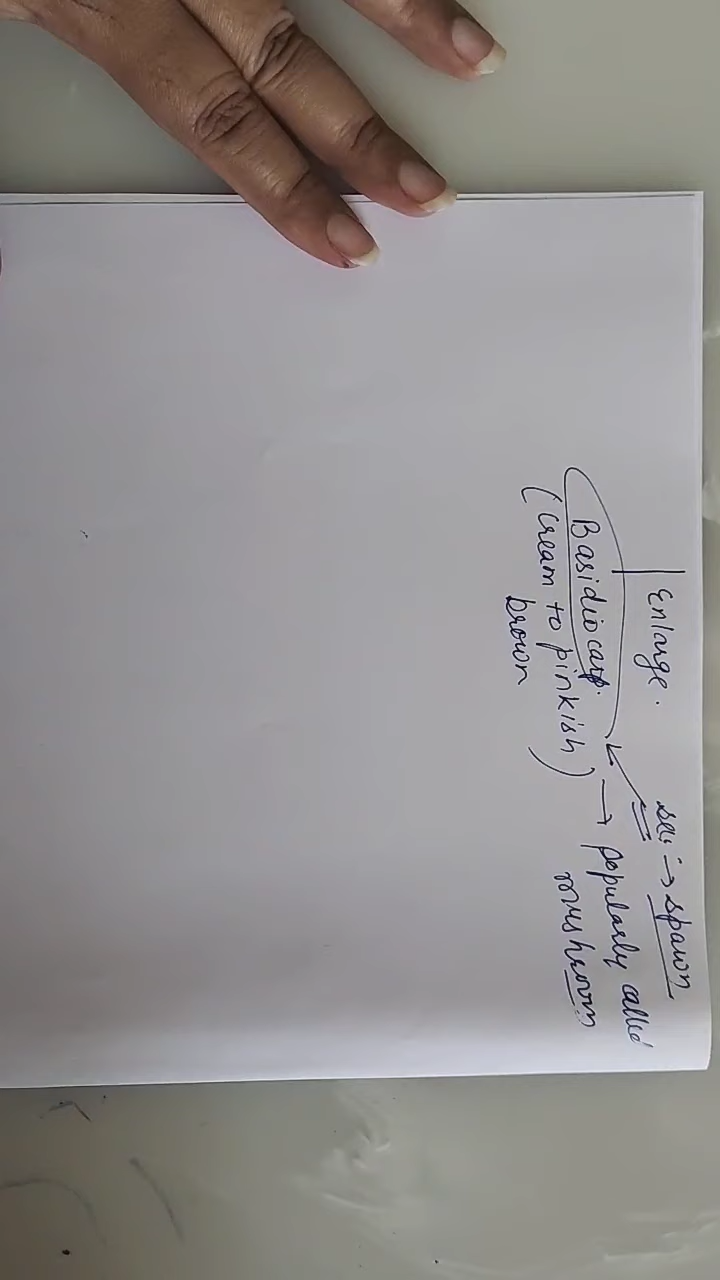 Enlarge.
→ spawn
Basidiocarp. → popularly called
(cream to pinkish) mushroom
brown